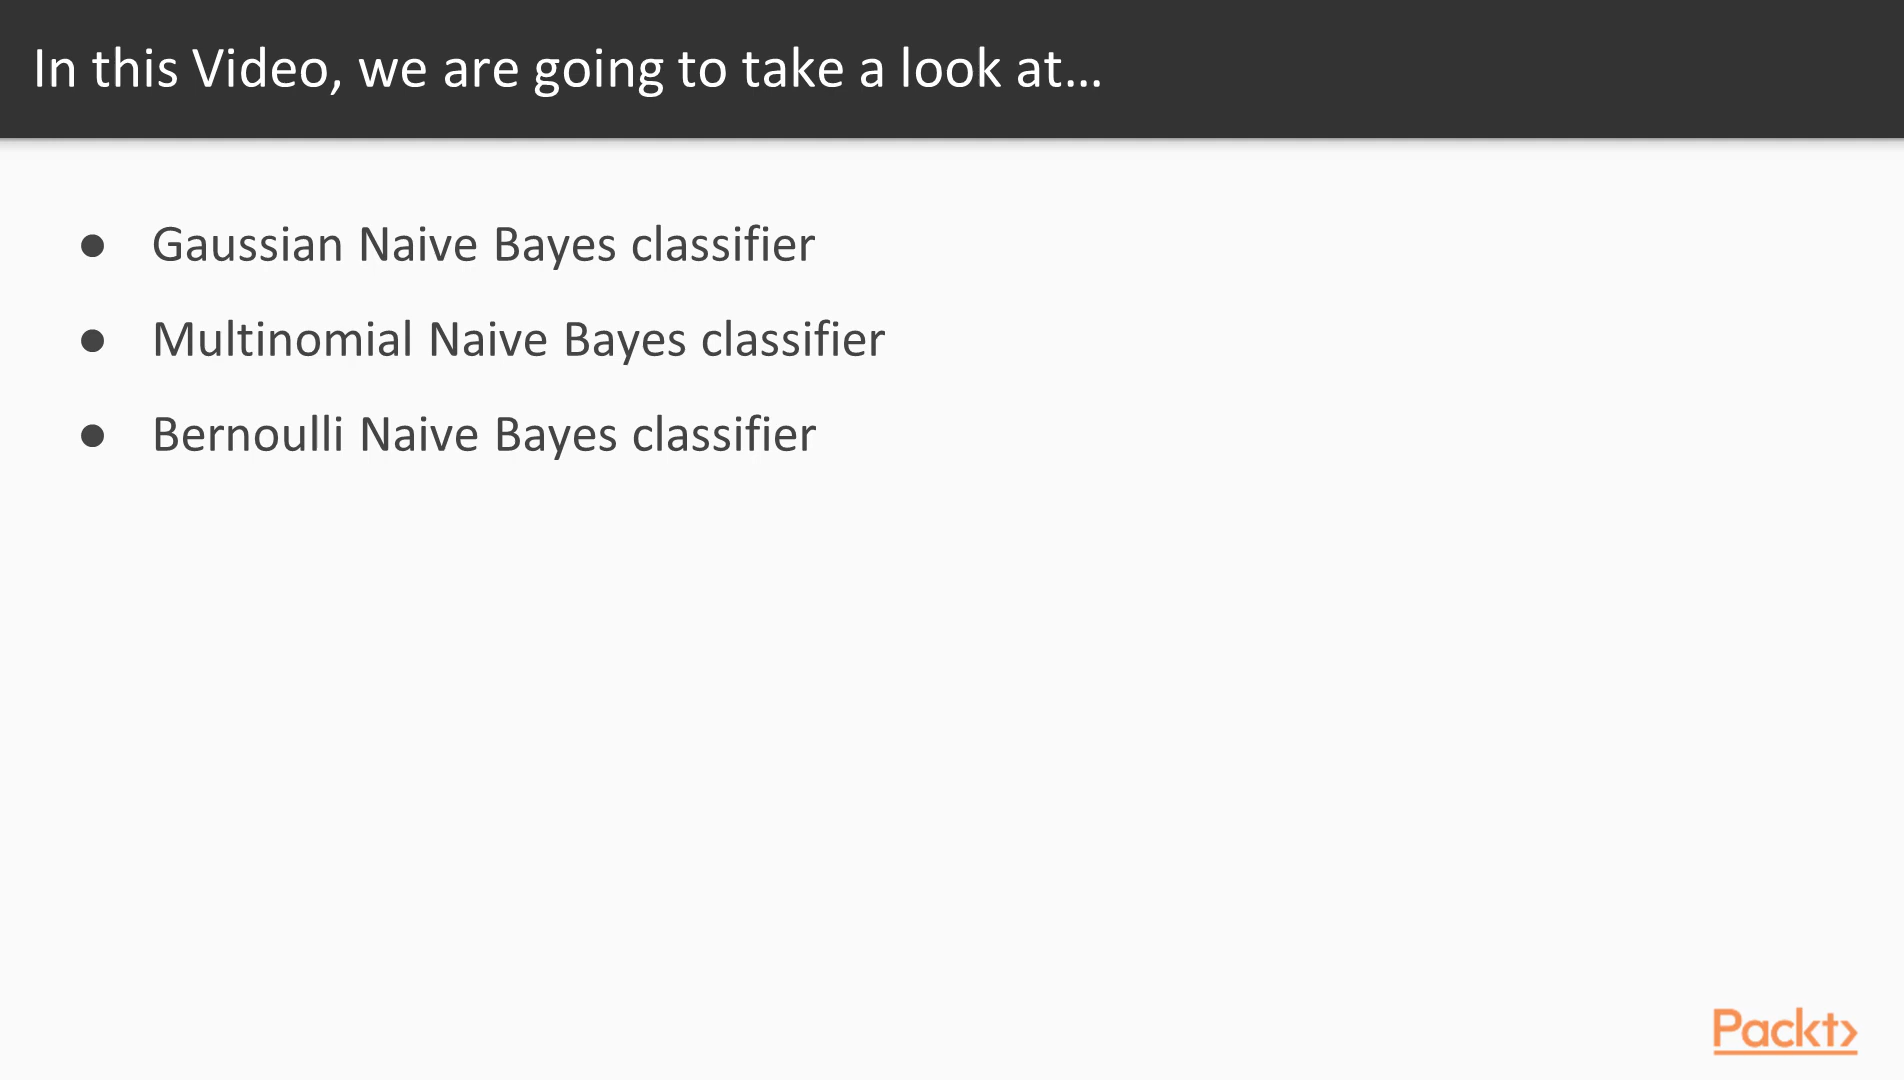 In this Video, we are going to take a look at...
● Gaussian Naive Bayes classifier
● Multinomial Naive Bayes classifier
● Bernoulli Naive Bayes classifier
Packt>